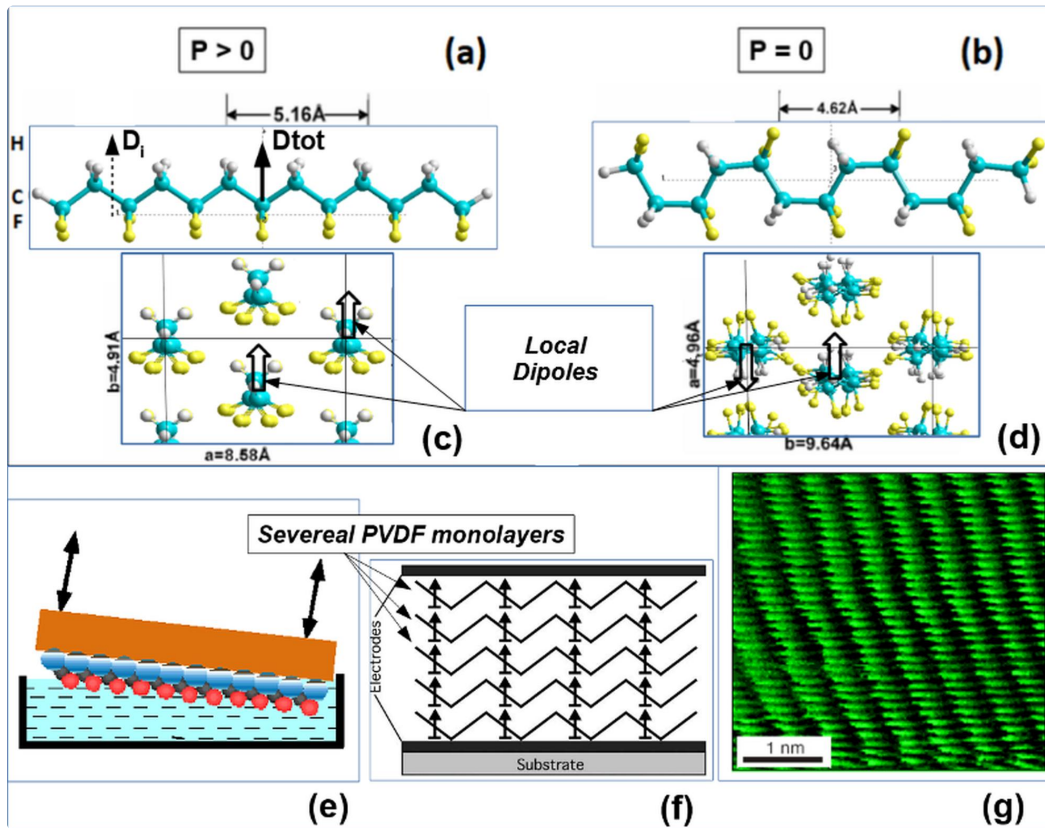 P > 0
(a)
P = 0
(b)
5.16Å
4.62Å
H
Di
Dtot
C
F
b=4.91Å
a=8.58Å
(c)
Local
Dipoles
a=4,96Å
b=9.64Å
(d)
Severeal PVDF monolayers
Electrodes
Substrate
1 nm
(e)
(f)
(g)